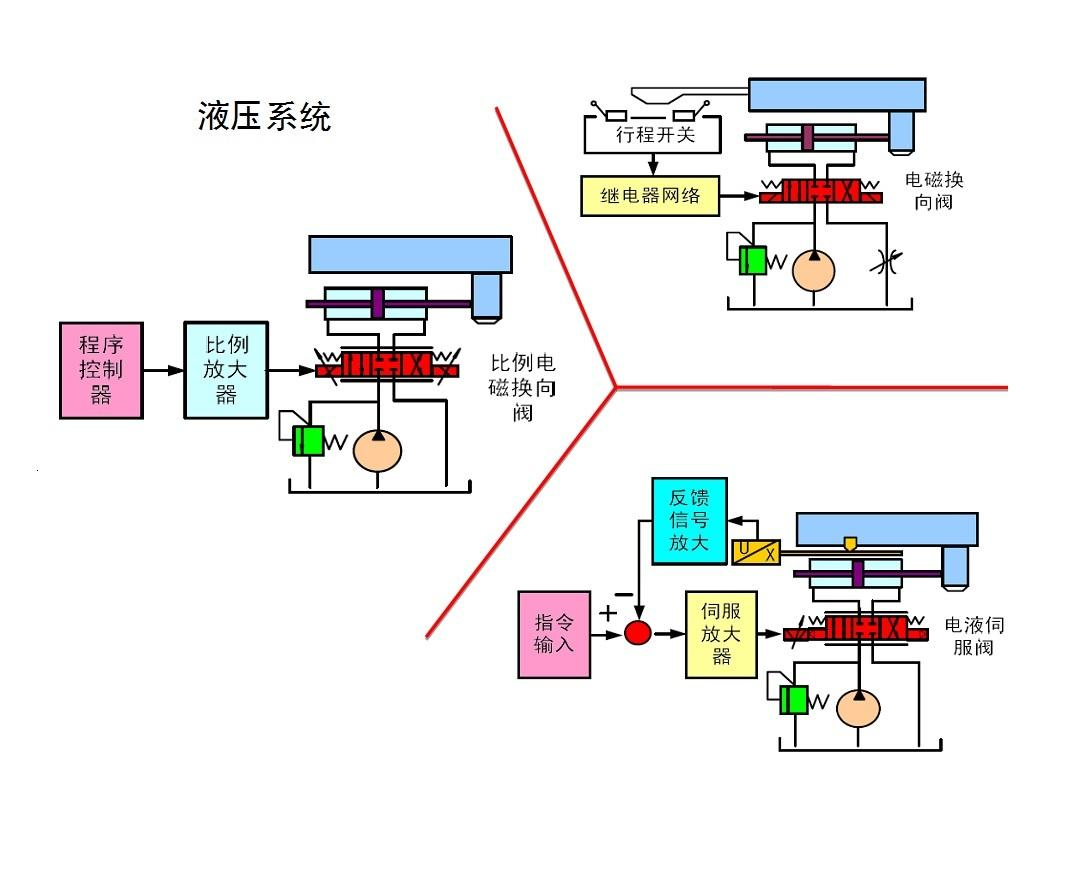 液压系统
行程开关
继电器网络
电磁换
向阀
程序
控制
器
比例
放大
器
比例电
磁换向
阀
反馈
信号
放大
U
X
指令
输入
+
−
伺服
放大
器
电液伺
服阀